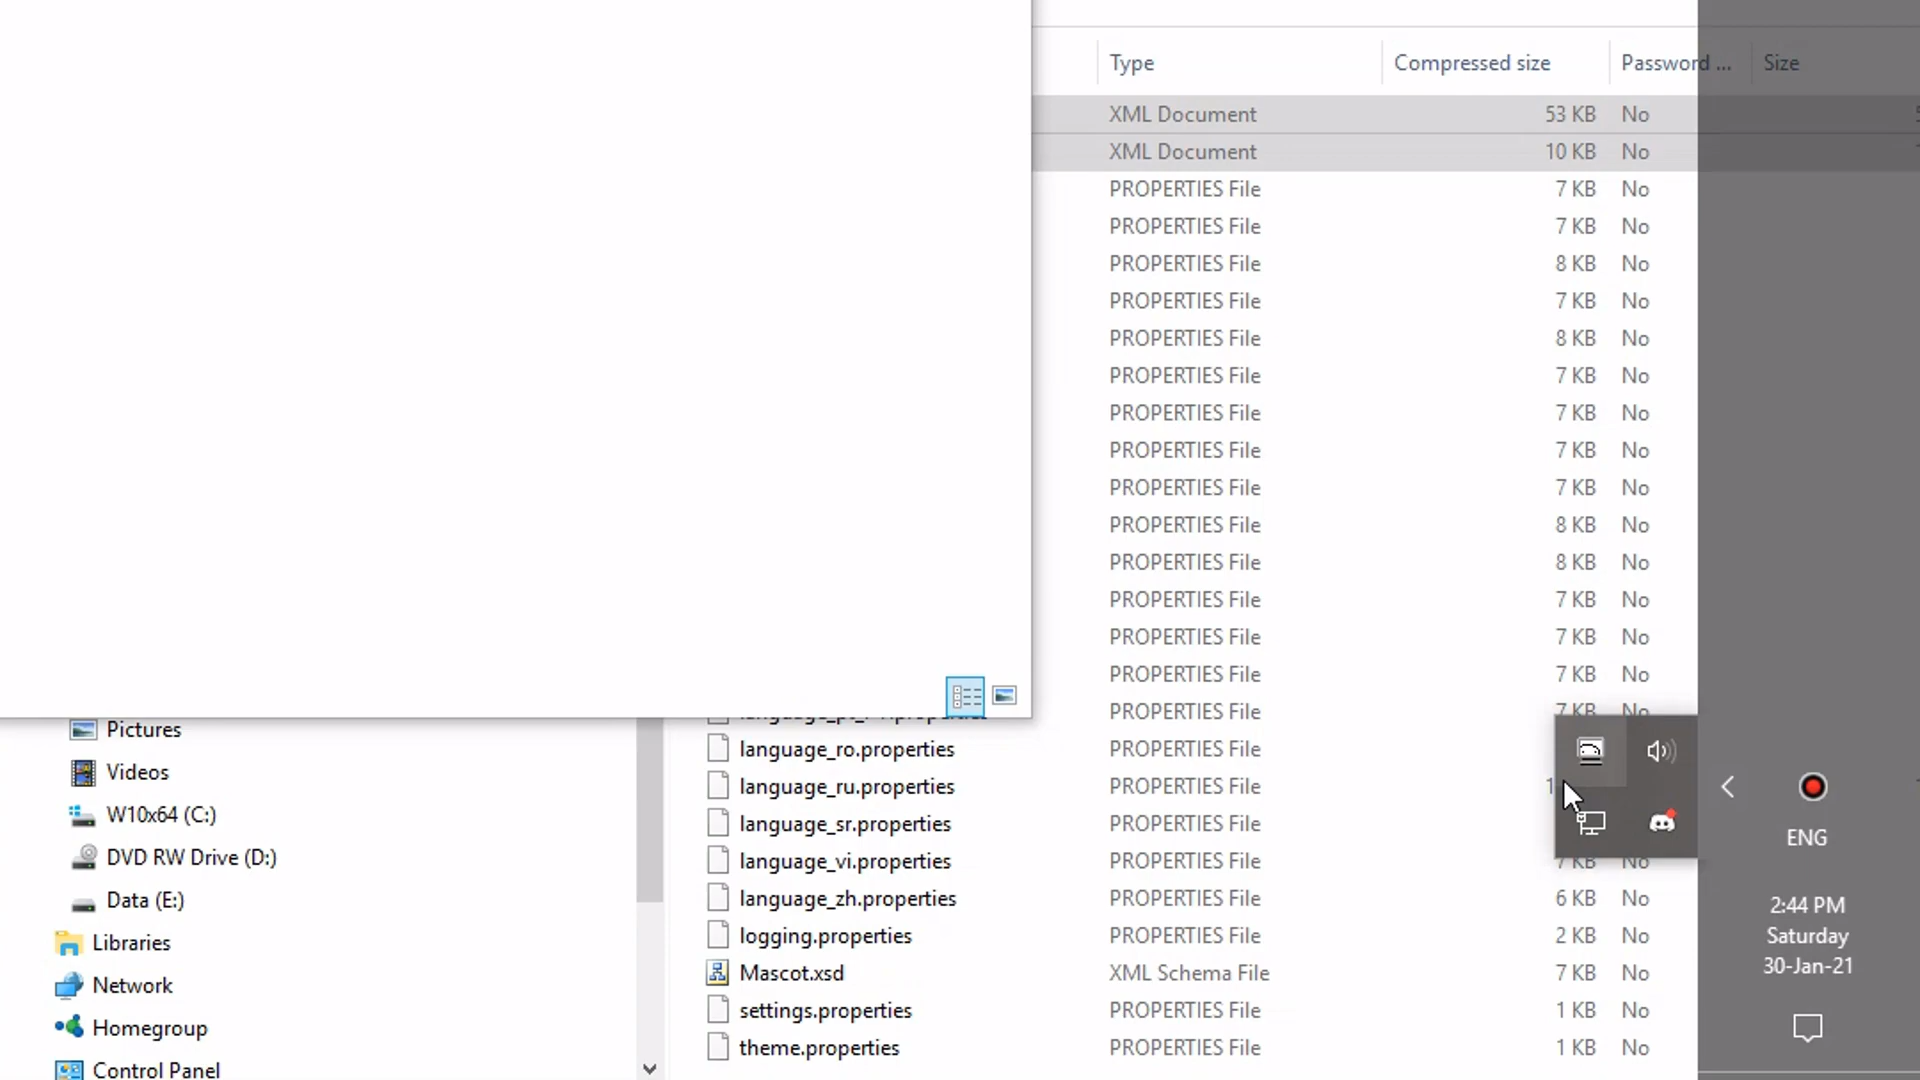 Type Compressed size Password ... Size
XML Document 53 KB No
XML Document 10 KB No
PROPERTIES File 7 KB No
PROPERTIES File 7 KB No
PROPERTIES File 8 KB No
PROPERTIES File 7 KB No
PROPERTIES File 8 KB No
PROPERTIES File 7 KB No
PROPERTIES File 7 KB No
PROPERTIES File 7 KB No
PROPERTIES File 7 KB No
PROPERTIES File 8 KB No
PROPERTIES File 8 KB No
PROPERTIES File 7 KB No
PROPERTIES File 7 KB No
PROPERTIES File 7 KB No
PROPERTIES File 7 KB No
language_ro.properties PROPERTIES File
language_ru.properties PROPERTIES File
language_sr.properties PROPERTIES File
language_vi.properties PROPERTIES File 7 KB No
language_zh.properties PROPERTIES File 6 KB No
logging.properties PROPERTIES File 2 KB No
Mascot.xsd XML Schema File 7 KB No
settings.properties PROPERTIES File 1 KB No
theme.properties PROPERTIES File 1 KB No
Pictures
Videos
W10x64 (C:)
DVD RW Drive (D:)
Data (E:)
Libraries
Network
Homegroup
Control Panel
ENG
2:44 PM
Saturday
30-Jan-21